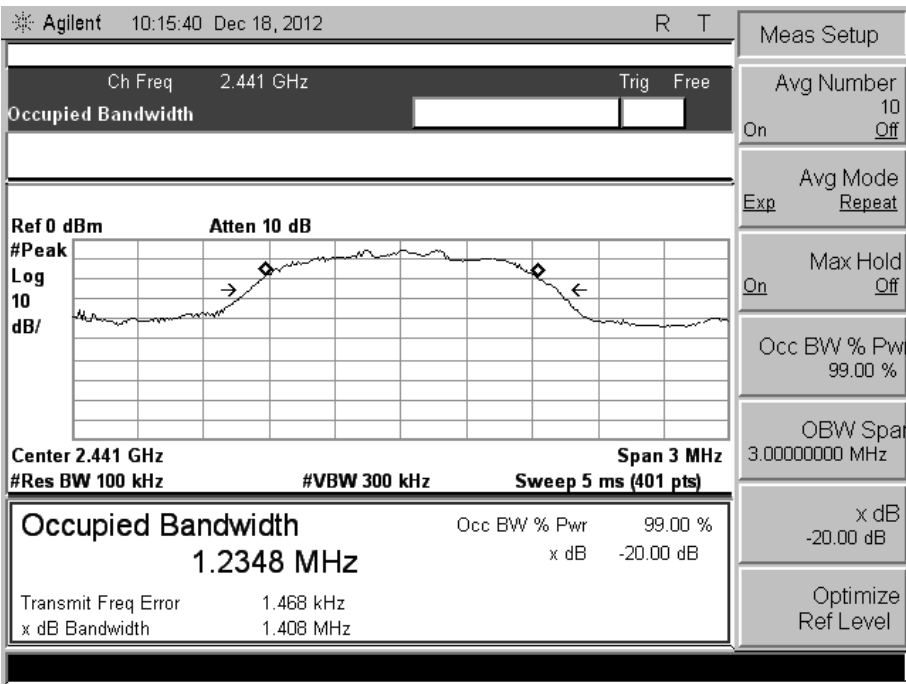 Agilent 10:15:40 Dec 18, 2012 R T
Ch Freq 2.441 GHz Trig Free
Occupied Bandwidth
Ref 0 dBm Atten 10 dB
#Peak
Log
10
dB/
Center 2.441 GHz Span 3 MHz
#Res BW 100 kHz #VBW 300 kHz Sweep 5 ms (401 pts)
Occupied Bandwidth
1.2348 MHz
Occ BW % Pwr 99.00 %
x dB -20.00 dB
Transmit Freq Error 1.468 kHz
x dB Bandwidth 1.408 MHz
Meas Setup
Avg Number
10
On Off
Avg Mode
Exp Repeat
Max Hold
On Off
Occ BW % Pwr
99.00 %
OBW Span
3.00000000 MHz
x dB
-20.00 dB
Optimize
Ref Level